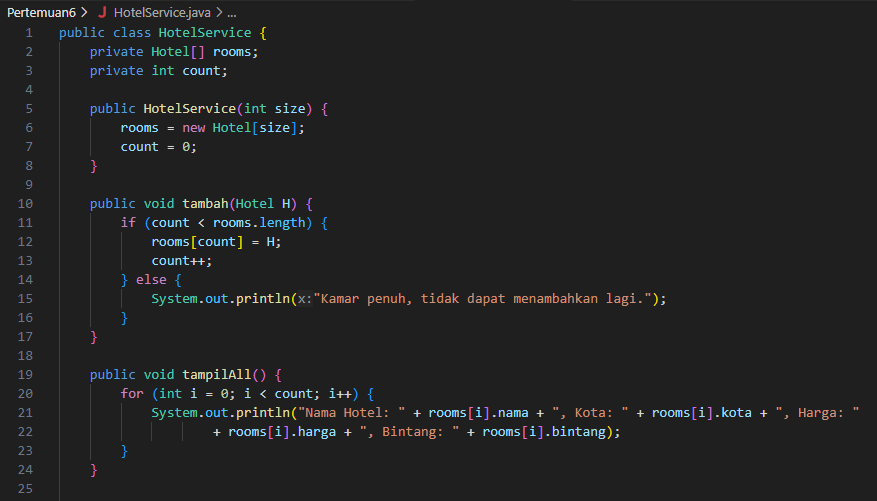 Pertemuan6 > J HotelService.java > ...
1 public class HotelService {
2     private Hotel[] rooms;
3     private int count;
4
5     public HotelService(int size) {
6         rooms = new Hotel[size];
7         count = 0;
8     }
9
10     public void tambah(Hotel H) {
11         if (count < rooms.length) {
12             rooms[count] = H;
13             count++;
14         } else {
15             System.out.println(x:"Kamar penuh, tidak dapat menambahkan lagi.");
16         }
17     }
18
19     public void tampilAll() {
20         for (int i = 0; i < count; i++) {
21             System.out.println("Nama Hotel: " + rooms[i].nama + ", Kota: " + rooms[i].kota + ", Harga: "
22                     + rooms[i].harga + ", Bintang: " + rooms[i].bintang);
23         }
24     }
25